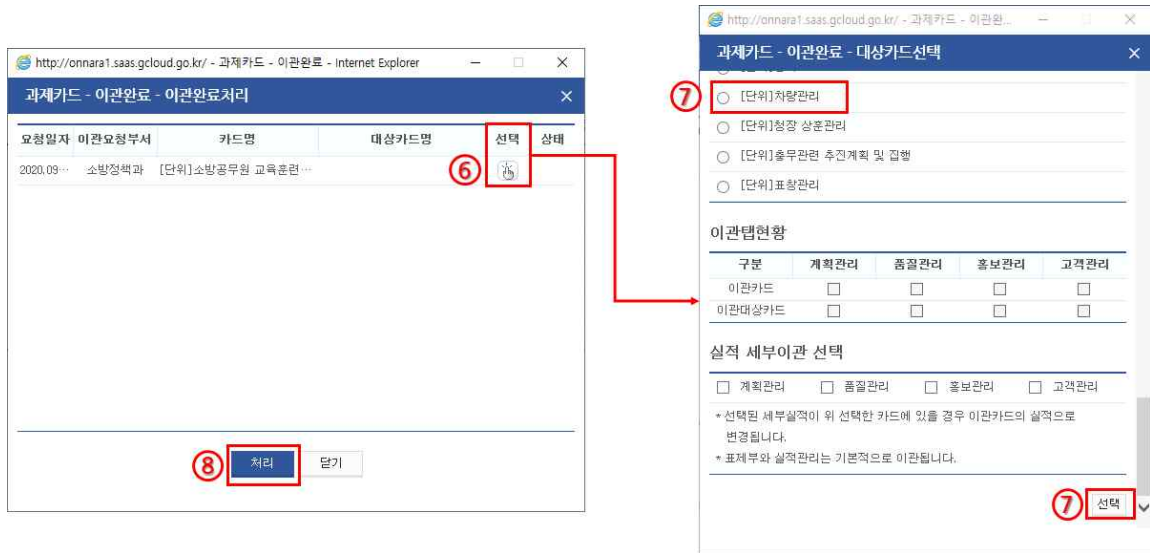 http://onnara1.saas.gcloud.go.kr/ - 과제카드 - 이관완료 - Internet Explorer
과제카드 - 이관완료 - 이관완료처리
요청일자 이관요청부서 카드명 대상카드명 선택 상태
2020.09… 소방정책과 [단위]소방공무원 교육훈련…
⑥
⑧ 처리 닫기
http://onnara1.saas.gcloud.go.kr/ - 과제카드 - 이관완...
과제카드 - 이관완료 - 대상카드선택
⑦ [단위]차량관리
[단위]청장 상훈관리
[단위]충무관련 추진계획 및 집행
[단위]표창관리
이관탭현황
구분 계획관리 품질관리 홍보관리 고객관리
이관카드
이관대상카드
실적 세부이관 선택
계획관리 품질관리 홍보관리 고객관리
* 선택된 세부실적이 위 선택한 카드에 있을 경우 이관카드의 실적으로
변경됩니다.
* 표제부와 실적관리는 기본적으로 이관됩니다.
⑦ 선택